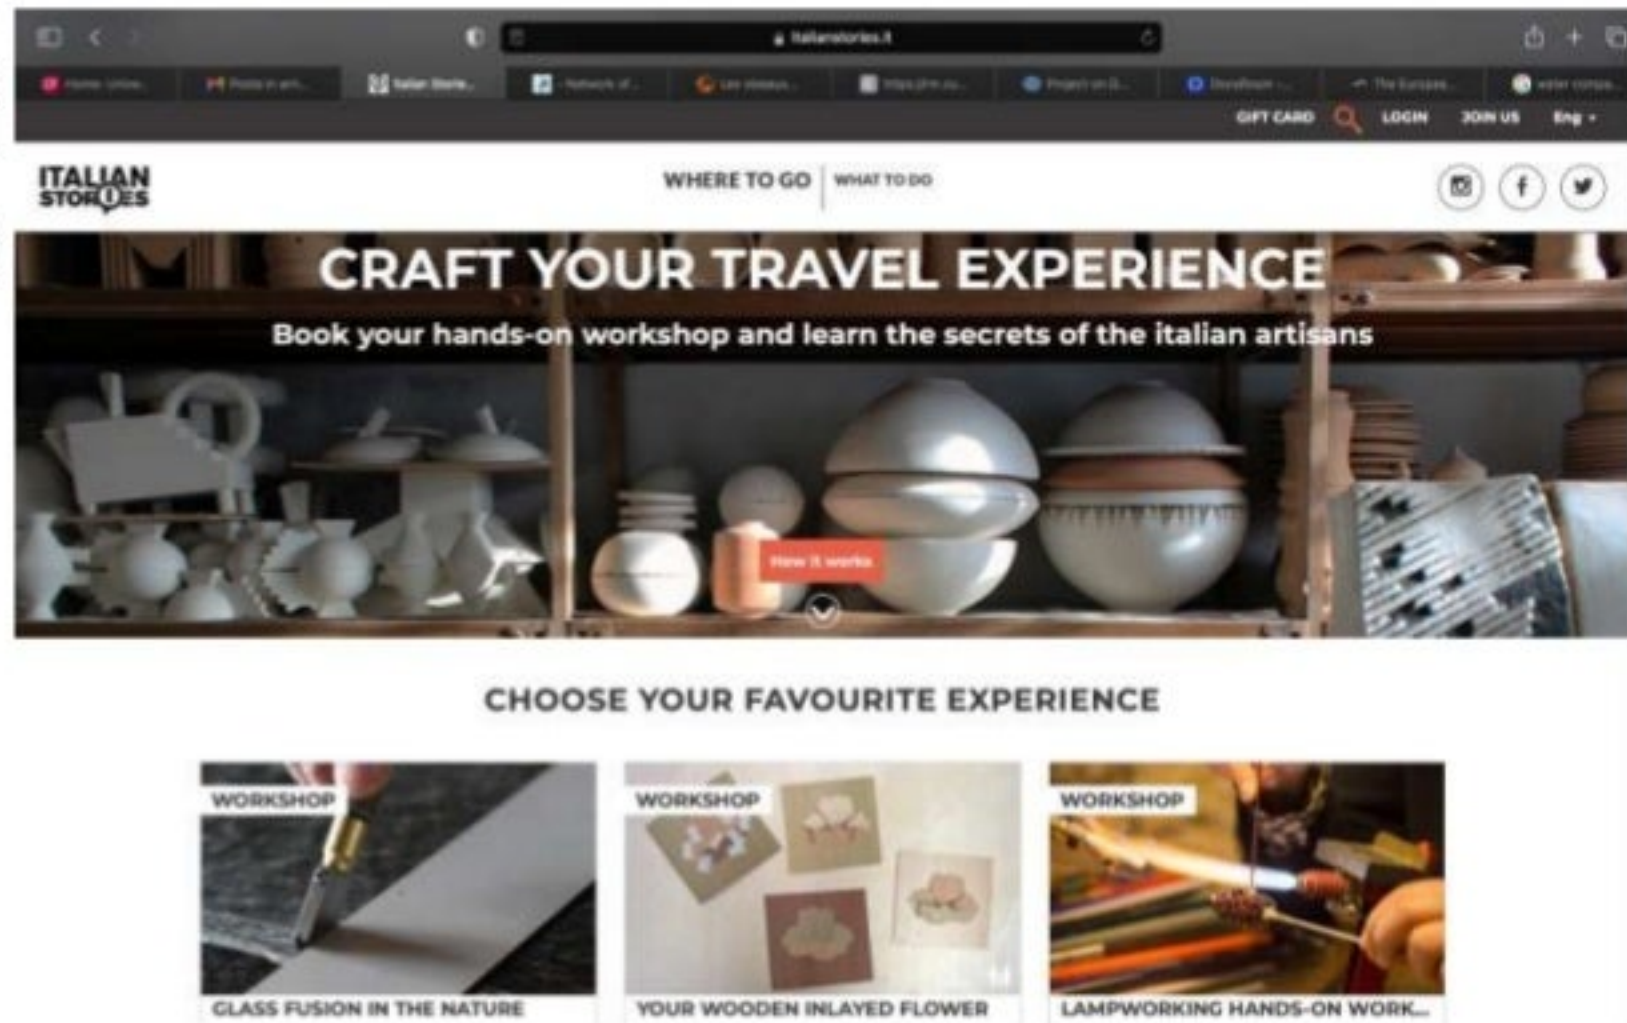 italianstories.it
GIFT CARD LOGIN JOIN US Eng
ITALIAN
STORIES
WHERE TO GO WHAT TO DO
CRAFT YOUR TRAVEL EXPERIENCE
Book your hands-on workshop and learn the secrets of the italian artisans
How it works
CHOOSE YOUR FAVOURITE EXPERIENCE
WORKSHOP WORKSHOP WORKSHOP
GLASS FUSION IN THE NATURE YOUR WOODEN INLAYED FLOWER LAMPWORKING HANDS-ON WORK...